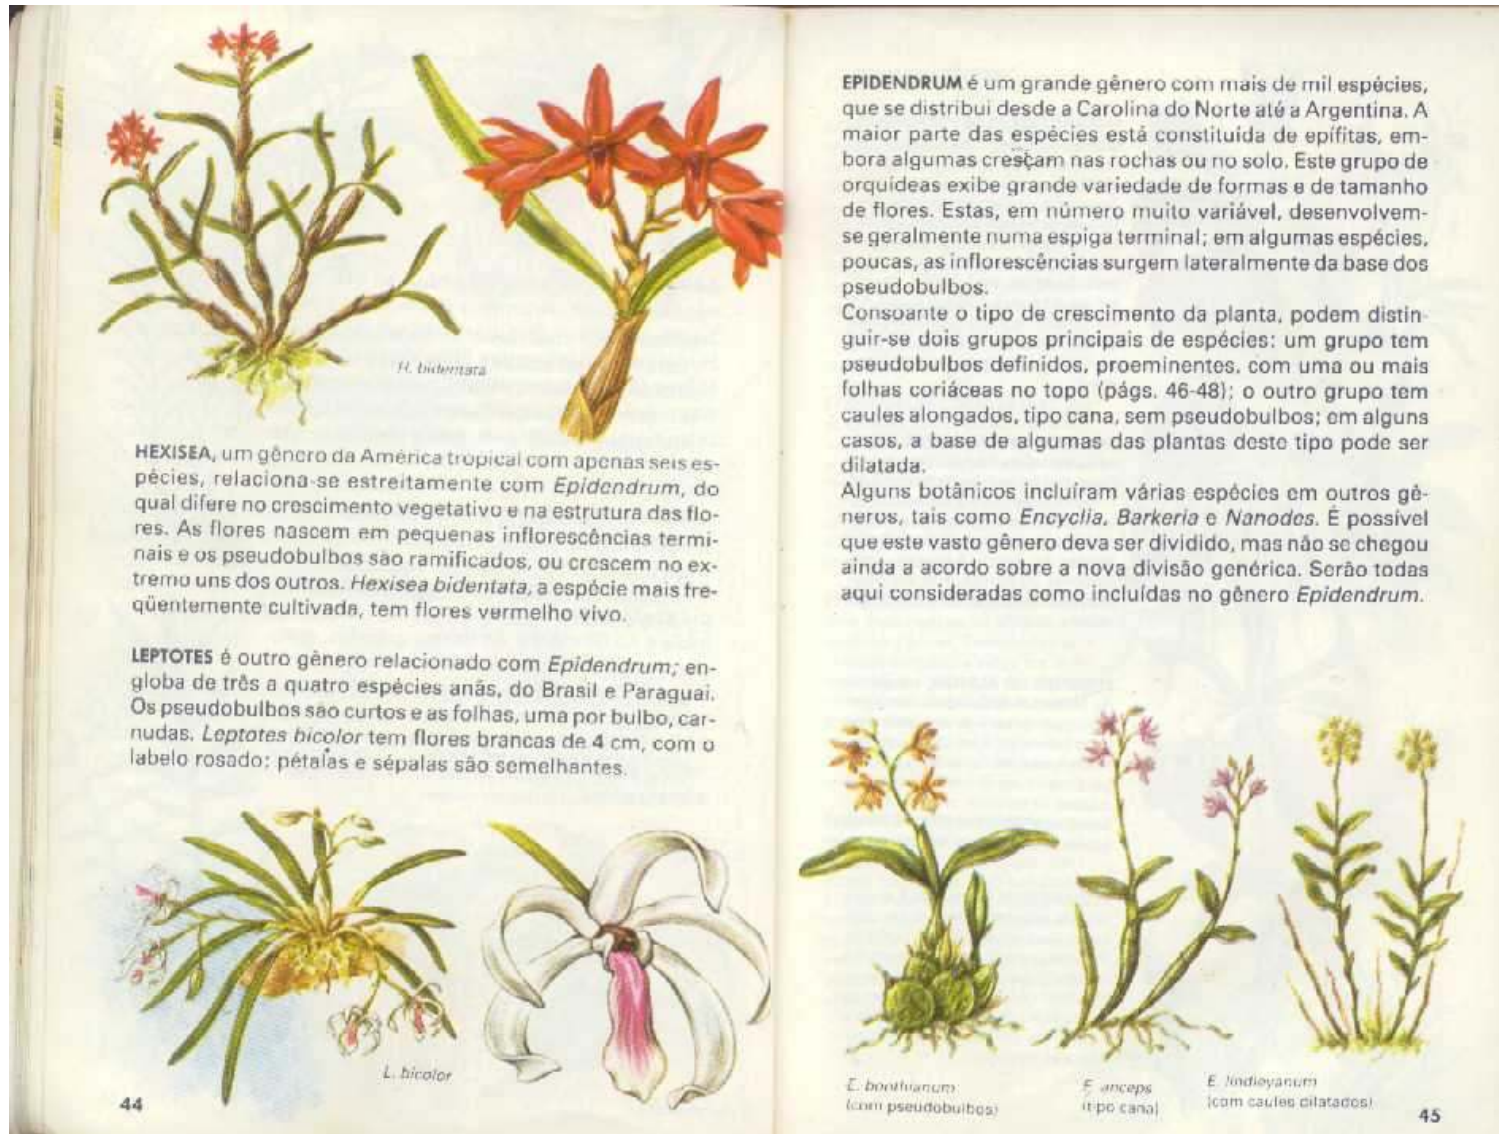 H. bidentata
HEXISEA, um gênero da América tropical com apenas seis es-
pécies, relaciona-se estreitamente com Epidendrum, do
qual difere no crescimento vegetativo e na estrutura das flo-
res. As flores nascem em pequenas inflorescências termi-
nais e os pseudobulbos são ramificados, ou crescem no ex-
tremo uns dos outros. Hexisea bidentata, a espécie mais fre-
qüentemente cultivada, tem flores vermelho vivo.
LEPTOTES é outro gênero relacionado com Epidendrum; en-
globa de três a quatro espécies anãs, do Brasil e Paraguai.
Os pseudobulbos são curtos e as folhas, uma por bulbo, car-
nudas. Leptotes bicolor tem flores brancas de 4 cm, com o
labelo rosado; pétalas e sépalas são semelhantes.
L. bicolor
44
EPIDENDRUM é um grande gênero com mais de mil espécies,
que se distribui desde a Carolina do Norte até a Argentina. A
maior parte das espécies está constituída de epífitas, em-
bora algumas cresçam nas rochas ou no solo. Este grupo de
orquídeas exibe grande variedade de formas e de tamanho
de flores. Estas, em número muito variável, desenvolvem-
se geralmente numa espiga terminal; em algumas espécies,
poucas, as inflorescências surgem lateralmente da base dos
pseudobulbos.
Consoante o tipo de crescimento da planta, podem distin-
guir-se dois grupos principais de espécies: um grupo tem
pseudobulbos definidos, proeminentes, com uma ou mais
folhas coriáceas no topo (págs. 46-48); o outro grupo tem
caules alongados, tipo cana, sem pseudobulbos; em alguns
casos, a base de algumas das plantas deste tipo pode ser
dilatada.
Alguns botânicos incluíram várias espécies em outros gê-
neros, tais como Encyclia, Barkeria e Nanodes. É possível
que este vasto gênero deva ser dividido, mas não se chegou
ainda a acordo sobre a nova divisão genérica. Serão todas
aqui consideradas como incluídas no gênero Epidendrum.
E. boothianum
(com pseudobulbos)
E. anceps
(tipo cana)
E. lindleyanum
(com caules dilatados)
45